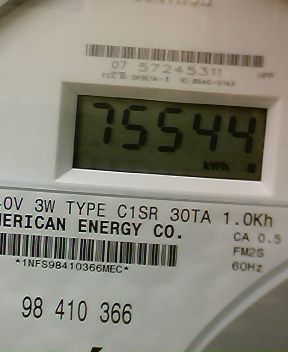 07 57245311
75544
kWh
0V 3W TYPE C1SR 30TA 1.0Kh
MERICAN ENERGY CO.
CA 0.5
FM2S
60Hz
*1NFS98410366MEC*
98 410 366